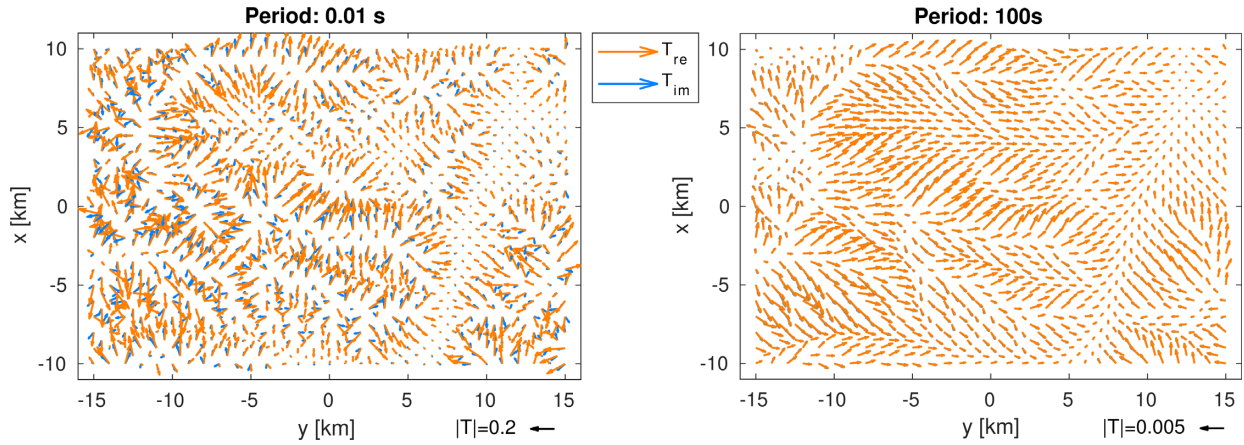 Period: 0.01 s
10
5
0
-5
-10
x [km]
-15 -10 -5 0 5 10 15
y [km]
|T|=0.2
T_re
T_im
Period: 100s
10
5
0
-5
-10
x [km]
-15 -10 -5 0 5 10 15
y [km]
|T|=0.005